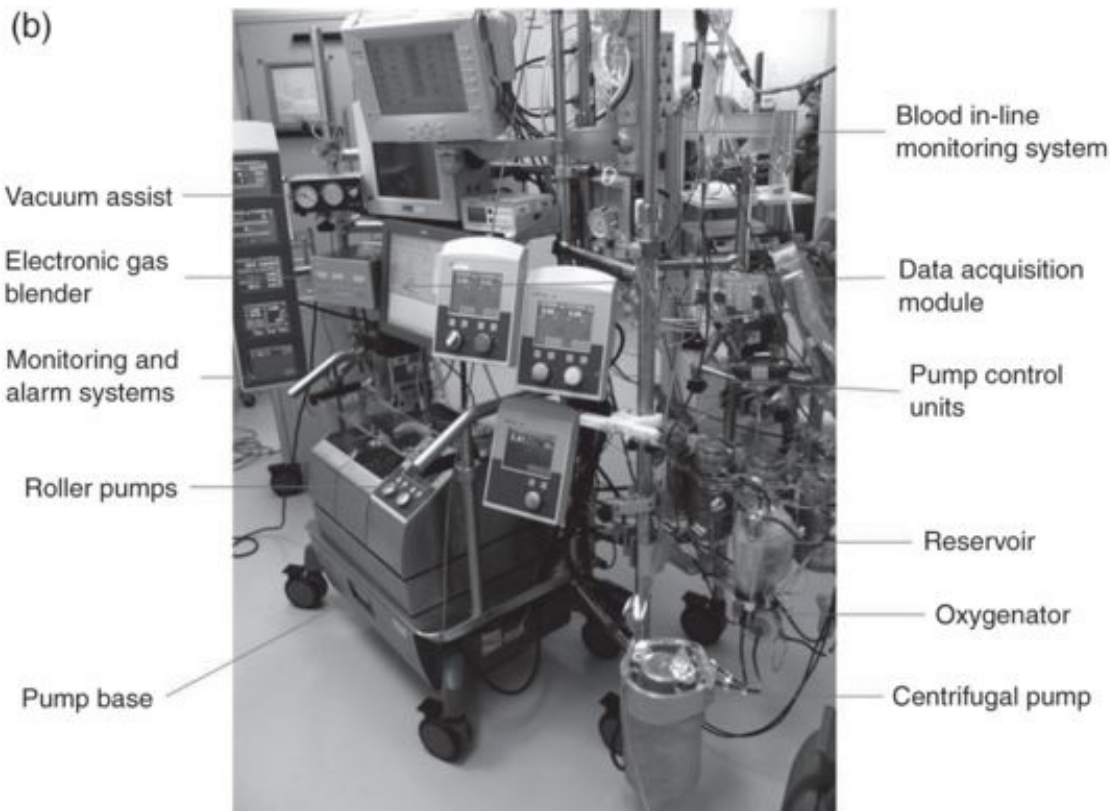 (b)
Vacuum assist
Electronic gas
blender
Monitoring and
alarm systems
Roller pumps
Pump base
Blood in-line
monitoring system
Data acquisition
module
Pump control
units
Reservoir
Oxygenator
Centrifugal pump